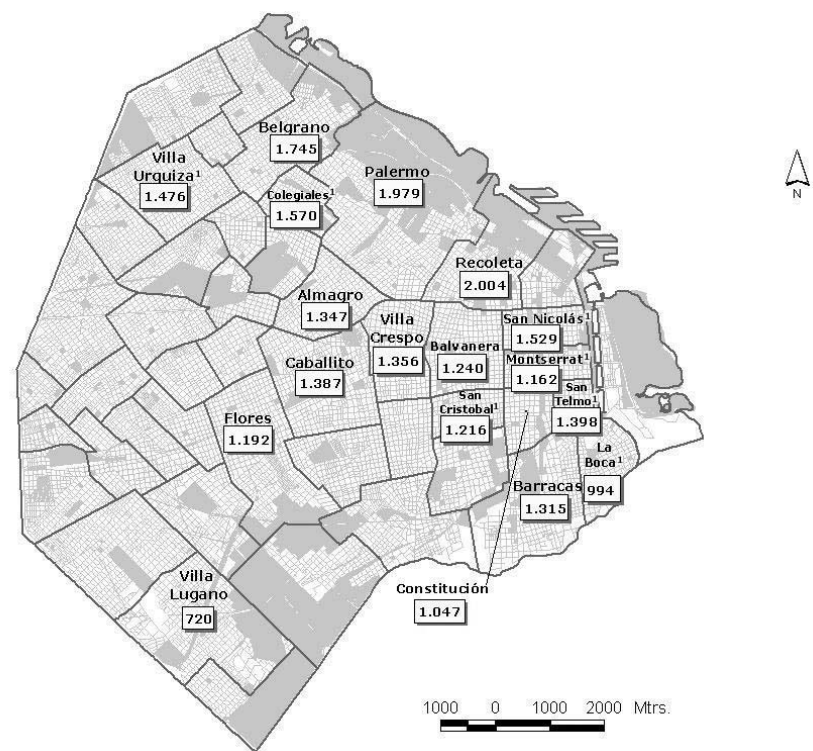 Belgrano
1.745
Villa
Urquiza¹
1.476
Palermo
1.979
Colegiales¹
1.570
Recoleta
2.004
N
Almagro
1.347
Villa
Crespo
1.356
Balvanera
1.240
San Nicolás¹
1.529
Montserrat¹
1.162
Caballito
1.387
San
Telmo¹
1.398
San
Cristobal¹
1.216
Flores
1.192
La
Boca¹
994
Barracas
1.315
Villa
Lugano
720
Constitución
1.047
1000 0 1000 2000 Mtrs.